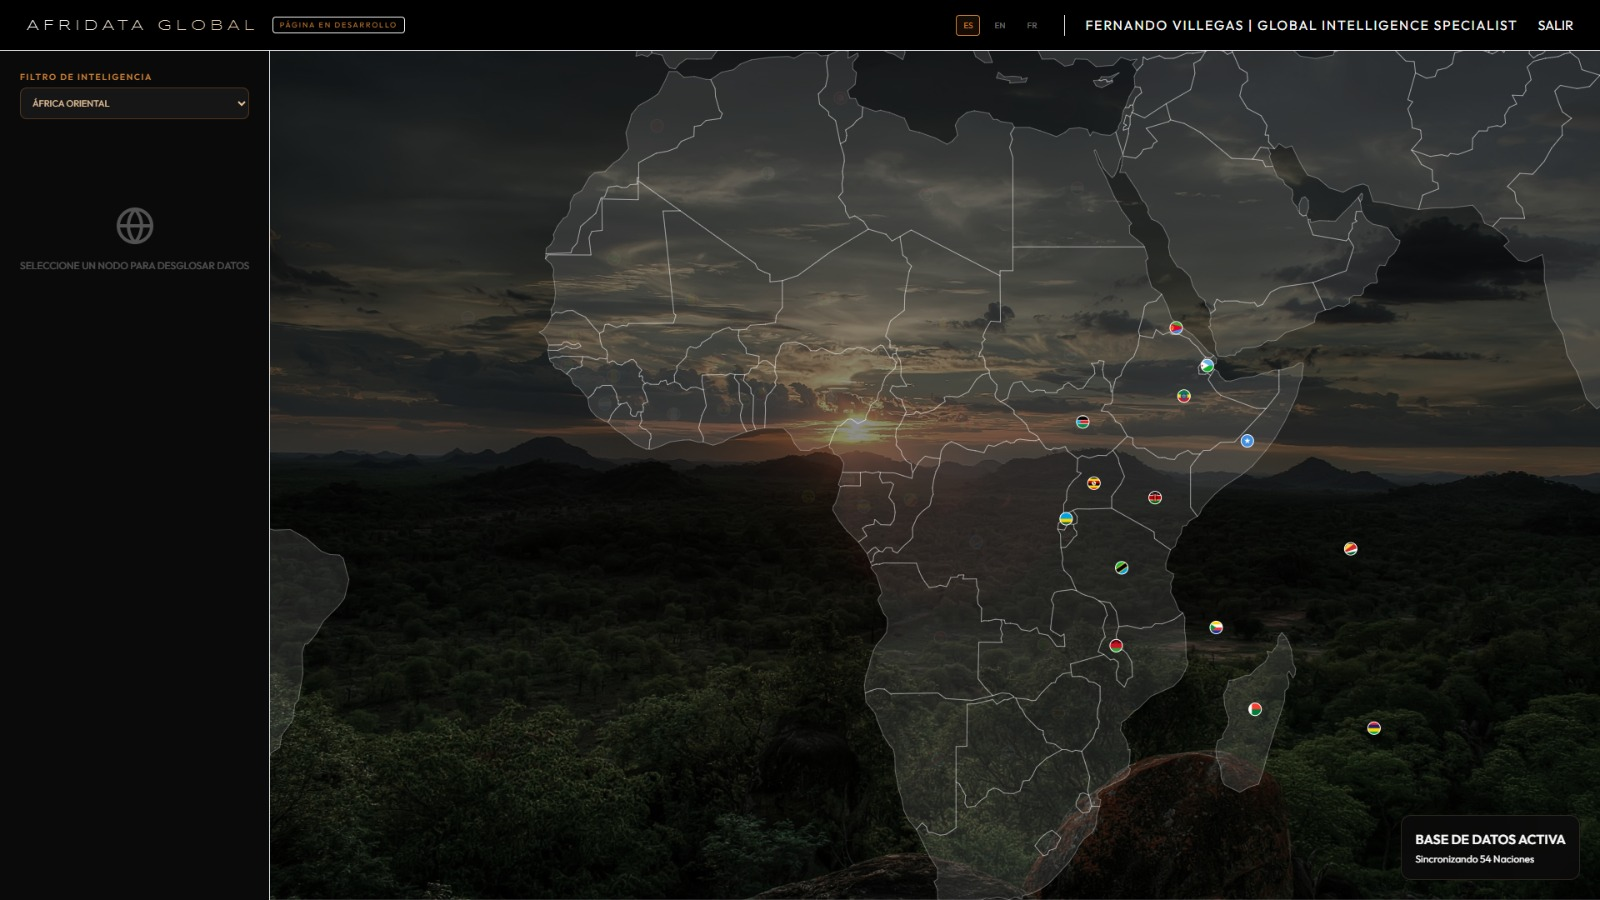 AFRIDATA GLOBAL
PÁGINA EN DESARROLLO
ES EN FR
FERNANDO VILLEGAS | GLOBAL INTELLIGENCE SPECIALIST
SALIR
FILTRO DE INTELIGENCIA
ÁFRICA ORIENTAL
SELECCIONE UN NODO PARA DESGLOSAR DATOS
BASE DE DATOS ACTIVA
Sincronizando 54 Naciones